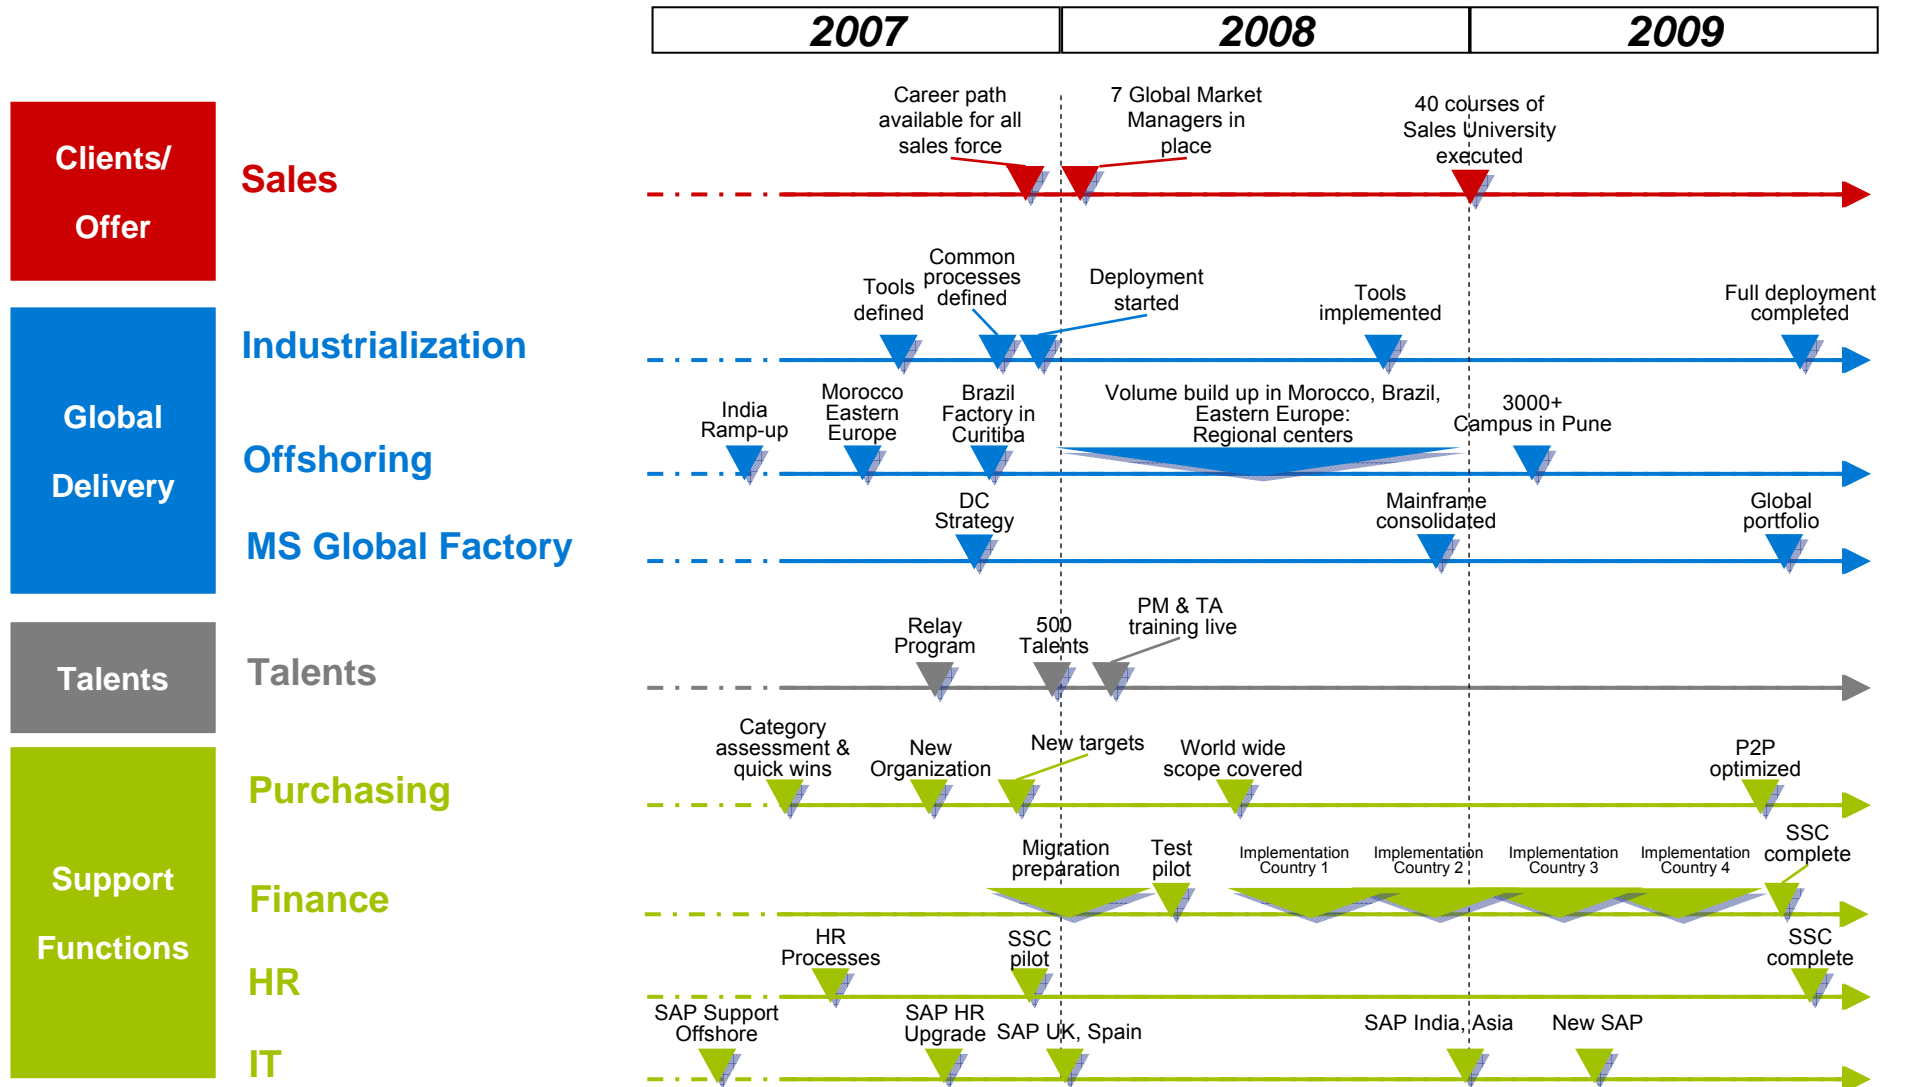 2007
2008
2009
Clients/
Offer
Sales
Career path
available for all
sales force
7 Global Market
Managers in
place
40 courses of
Sales University
executed
Global
Delivery
Industrialization
Tools
defined
Common
processes
defined
Deployment
started
Tools
implemented
Full deployment
completed
Offshoring
India
Ramp-up
Morocco
Eastern
Europe
Brazil
Factory in
Curitiba
Volume build up in Morocco, Brazil,
Eastern Europe:
Regional centers
3000+
Campus in Pune
MS Global Factory
DC
Strategy
Mainframe
consolidated
Global
portfolio
Talents
Talents
Relay
Program
500
Talents
PM & TA
training live
Support
Functions
Purchasing
Category
assessment &
quick wins
New
Organization
New targets
World wide
scope covered
P2P
optimized
Finance
Migration
preparation
Test
pilot
Implementation
Country 1
Implementation
Country 2
Implementation
Country 3
Implementation
Country 4
SSC
complete
HR
HR
Processes
SSC
pilot
SSC
complete
IT
SAP Support
Offshore
SAP HR
Upgrade
SAP UK, Spain
SAP India, Asia
New SAP